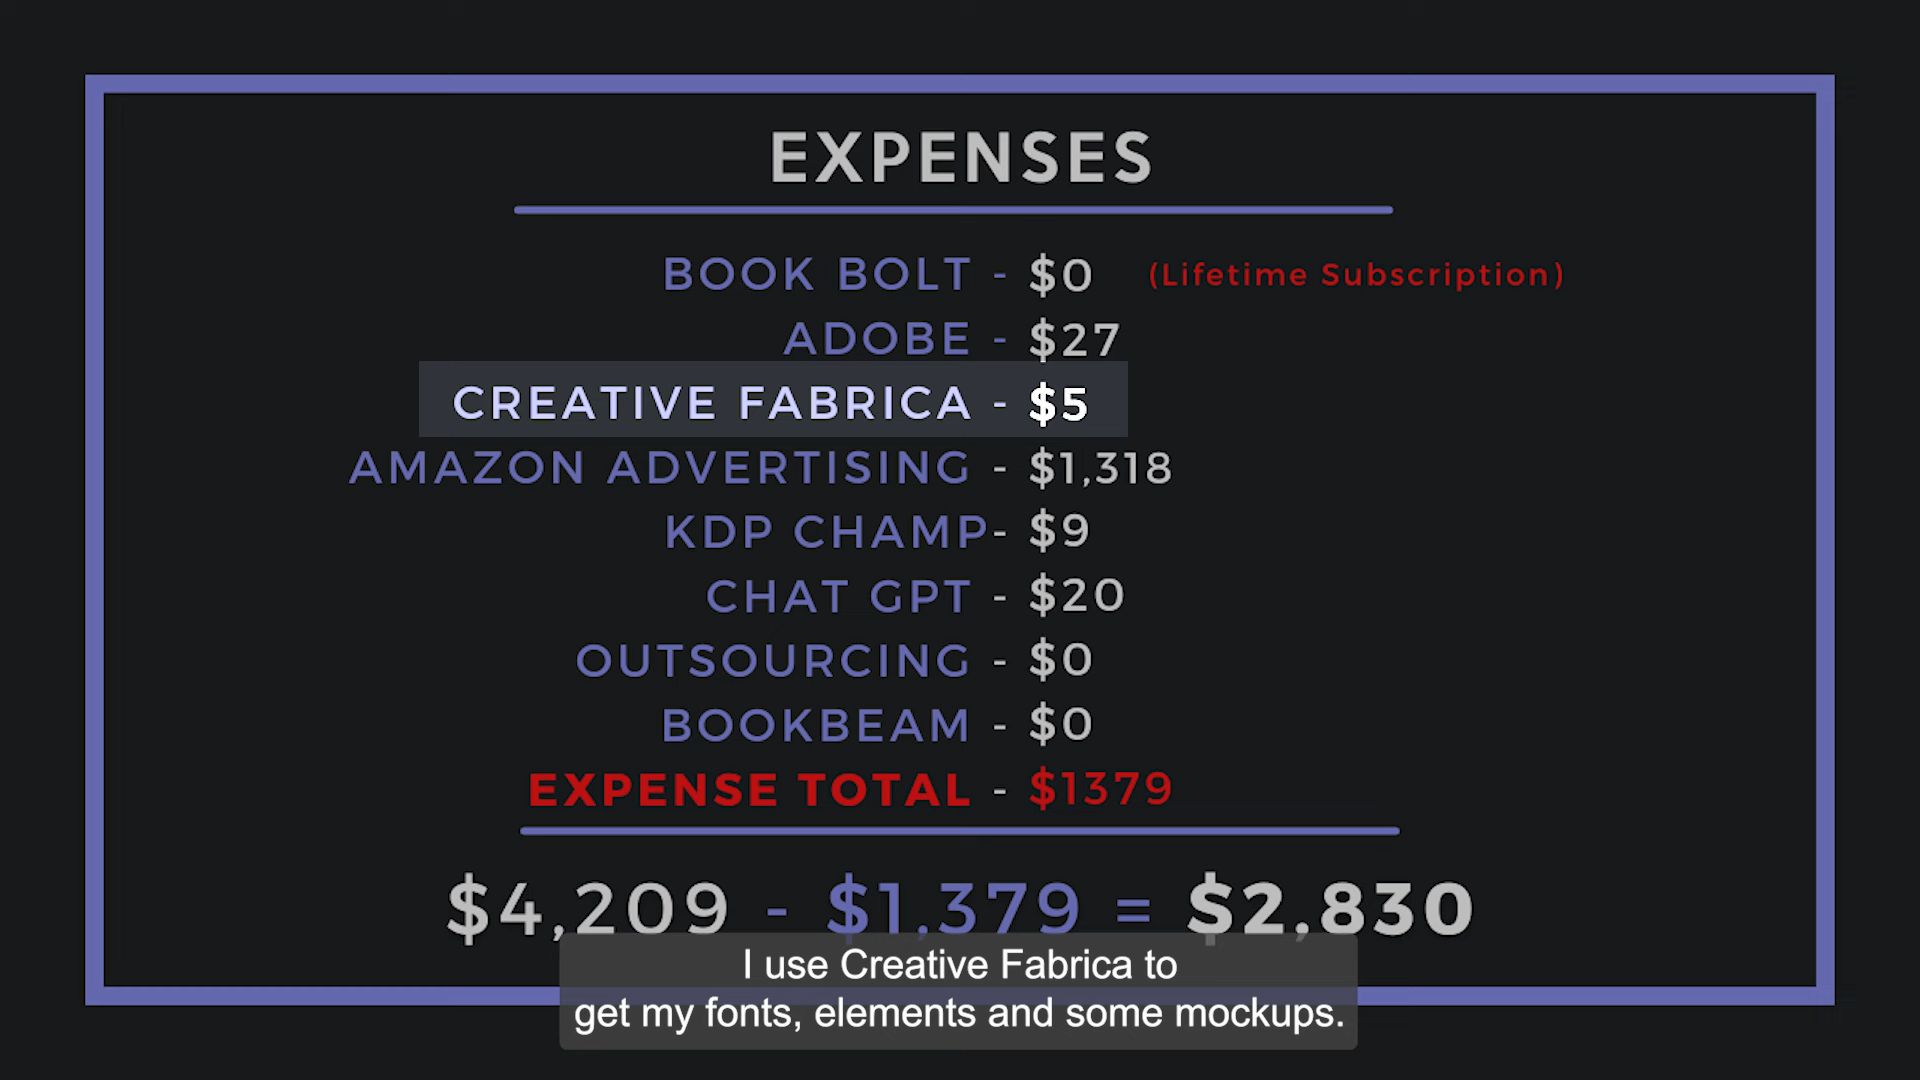 EXPENSES
BOOK BOLT - $0 (Lifetime Subscription)
ADOBE - $27
CREATIVE FABRICA - $5
AMAZON ADVERTISING - $1,318
KDP CHAMP- $9
CHAT GPT - $20
OUTSOURCING - $0
BOOKBEAM - $0
EXPENSE TOTAL - $1379
$4,209 - $1,379 = $2,830
I use Creative Fabrica to
get my fonts, elements and some mockups.